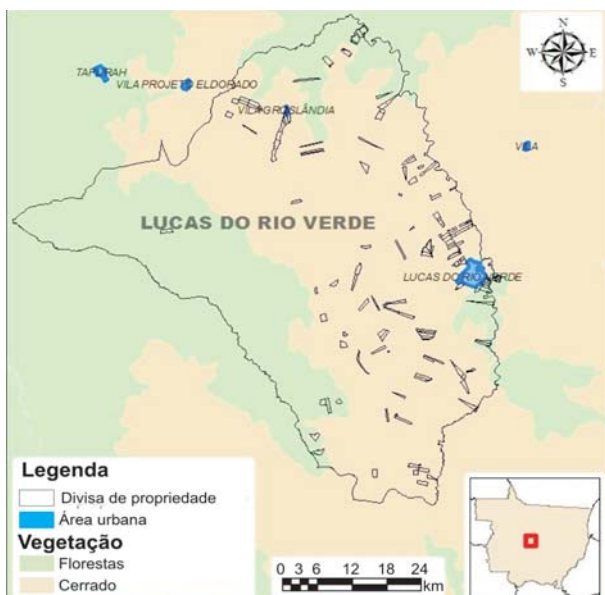 N
W E
S
TAPURAH
VILA PROJETO ELDORADO
VILA GROSLÂNDIA
VILA
LUCAS DO RIO VERDE
LUCAS DO RIO VERDE
Legenda
Divisa de propriedade
Área urbana
Vegetação
Florestas
Cerrado
0 3 6 12 18 24
km